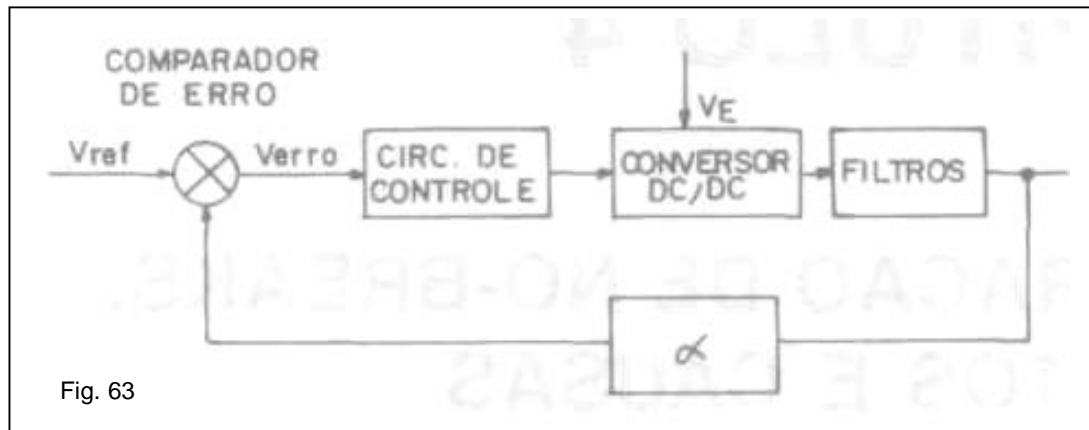 COMPARADOR
DE ERRO
Vref
Verro
CIRC. DE
CONTROLE
VE
CONVERSOR
DC/DC
FILTROS
α
Fig. 63